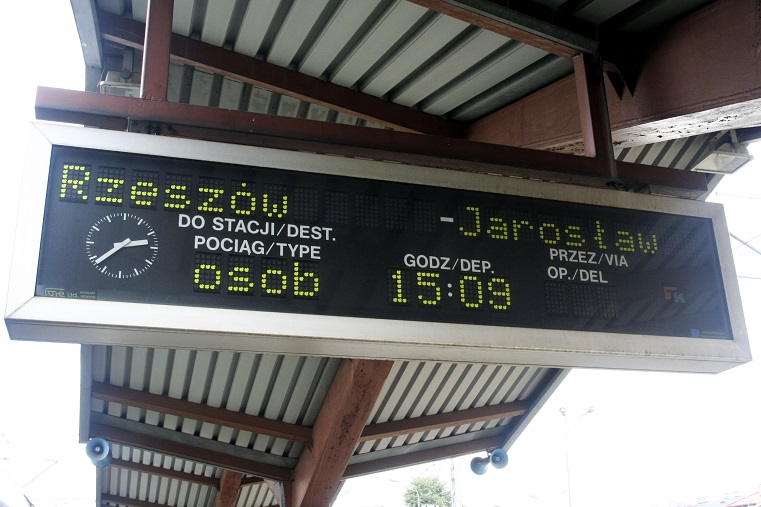 Rzeszów
-Jarosław
DO STACJI/DEST.
PRZEZ/VIA
POCIĄG/TYPE
GODZ/DEP.
OP./DEL
osob
15:09